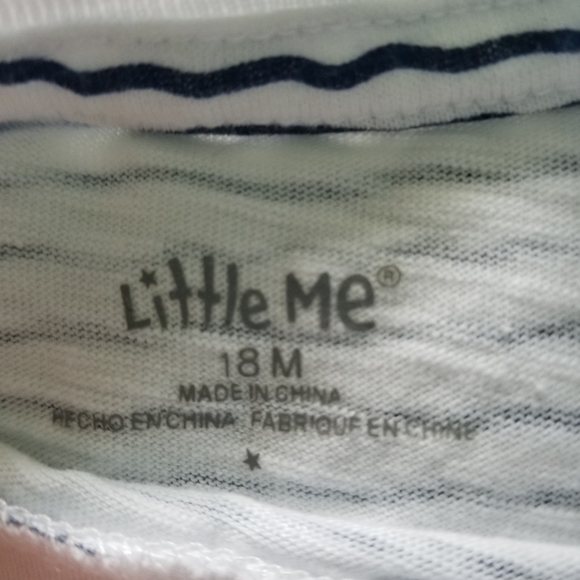 Little Me®
18 M
MADE IN CHINA
HECHO EN CHINA FABRIQUE EN CHINE